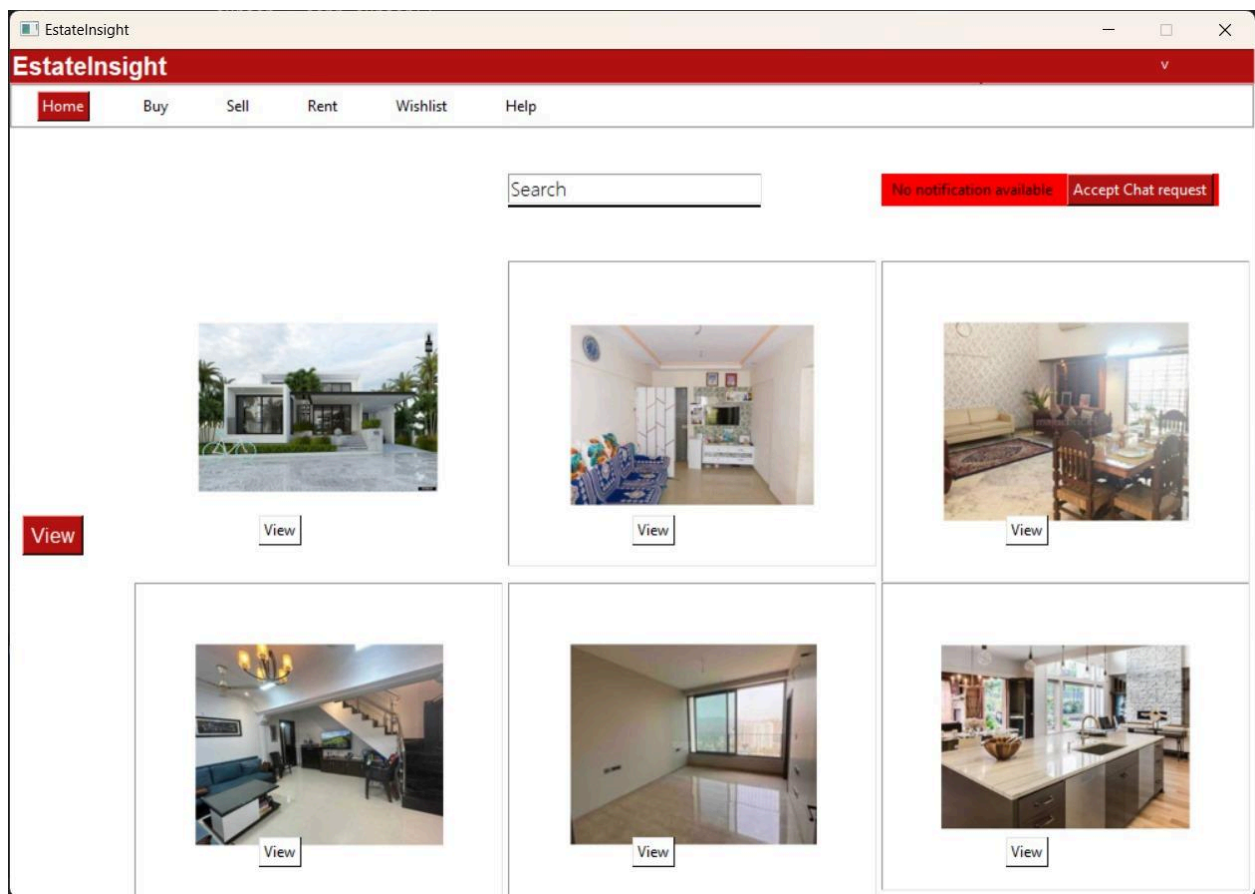 EstateInsight
EstateInsight
v
Home Buy Sell Rent Wishlist Help
Search
No notification available Accept Chat request
View
View View View
View View View